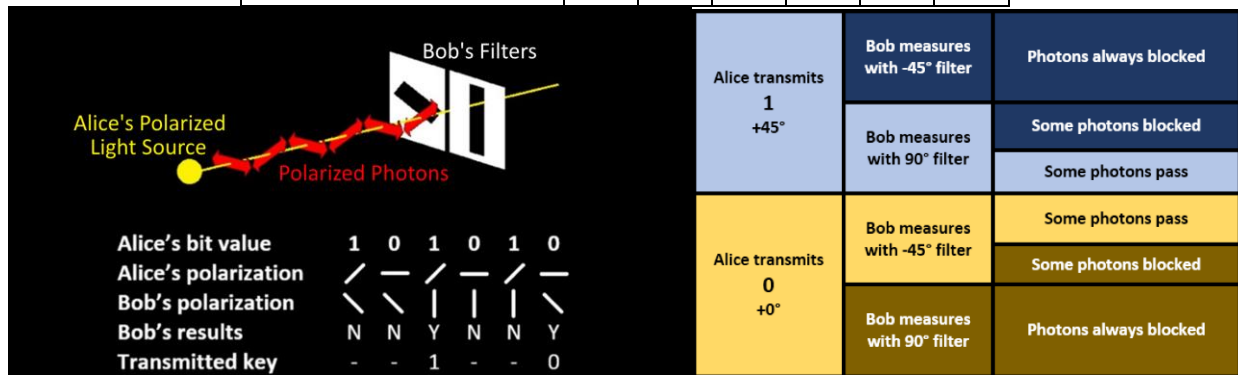 Bob's Filters
Alice's Polarized
Light Source
Polarized Photons
Alice's bit value 1 0 1 0 1 0
Alice's polarization
Bob's polarization
Bob's results N N Y N N Y
Transmitted key - - 1 - - 0
Alice transmits
1
+45°
Bob measures
with -45° filter
Photons always blocked
Bob measures
with 90° filter
Some photons blocked
Some photons pass
Alice transmits
0
+0°
Bob measures
with -45° filter
Some photons pass
Some photons blocked
Bob measures
with 90° filter
Photons always blocked